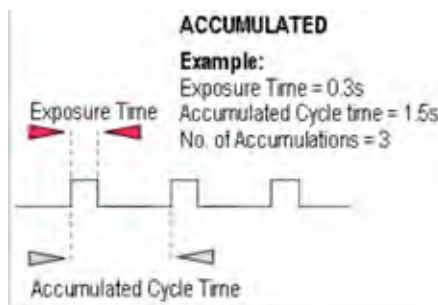 ACCUMULATED
Example:
Exposure Time = 0.3s
Accumulated Cycle time = 1.5s
No. of Accumulations = 3
Exposure Time
Accumulated Cycle Time